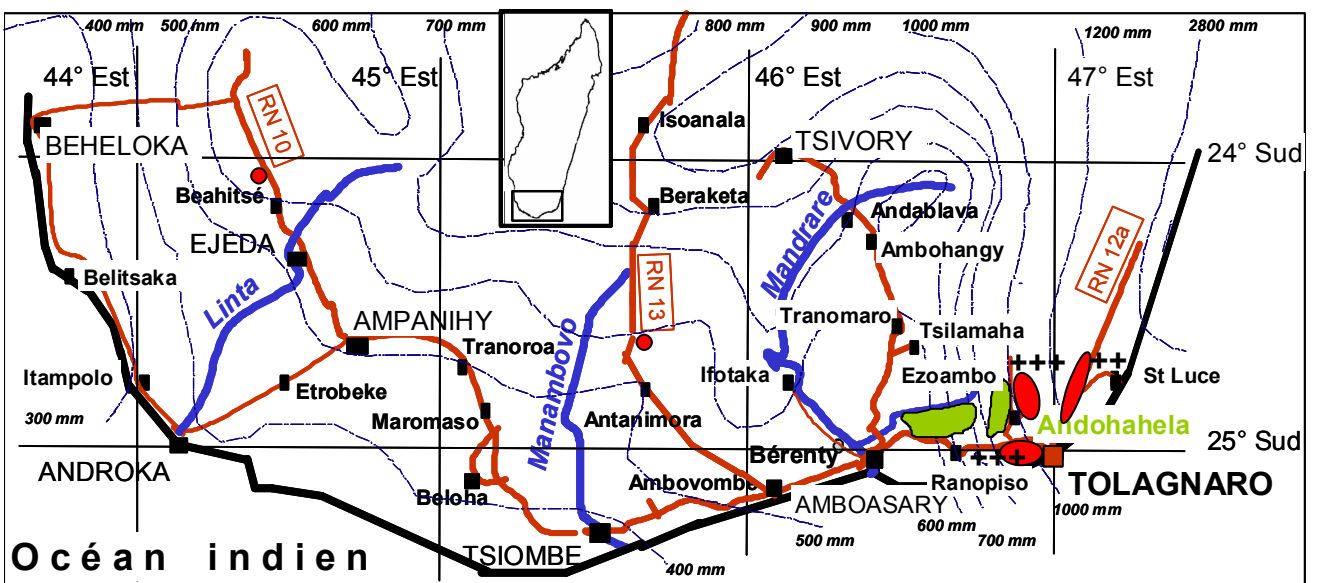 400 mm 500 mm 600 mm 700 mm 800 mm 900 mm 1000 mm 1200 mm 2800 mm
44° Est 45° Est 46° Est 47° Est
RN 10
Isoanala
TSIVORY
BEHELOKA
24° Sud
Beahitsé
Beraketa
Mandrare
Andablava
EJEDA
Ambohangy
RN 12a
Belitsaka
Linta
RN 13
AMPANIHY
Manambovo
Tranomaro
Tsilamaha
Tranoroa
Itampolo
Etrobeke
Ifotaka
Ezoambo
St Luce
300 mm
Maromaso
Antanimora
Andohahela
25° Sud
ANDROKA
Bérenty
Beloha
Ambovombe
Ranopiso
TOLAGNARO
AMBOASARY
1000 mm
600 mm
500 mm
700 mm
Océan indien
TSIOMBE
400 mm